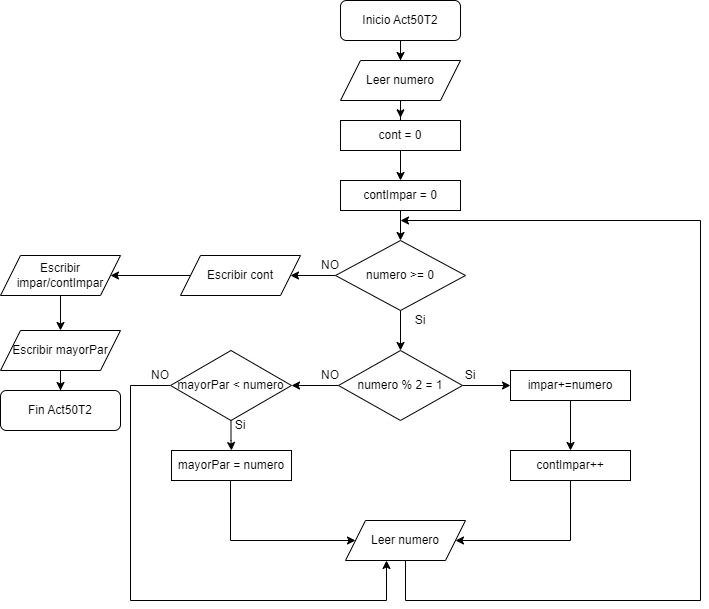 Inicio Act50T2
Leer numero
cont = 0
contImpar = 0
numero >= 0
NO
Escribir cont
Escribir
impar/contImpar
Escribir mayorPar
Fin Act50T2
Si
numero % 2 = 1
NO
Si
mayorPar < numero
NO
Si
impar+=numero
mayorPar = numero
contImpar++
Leer numero